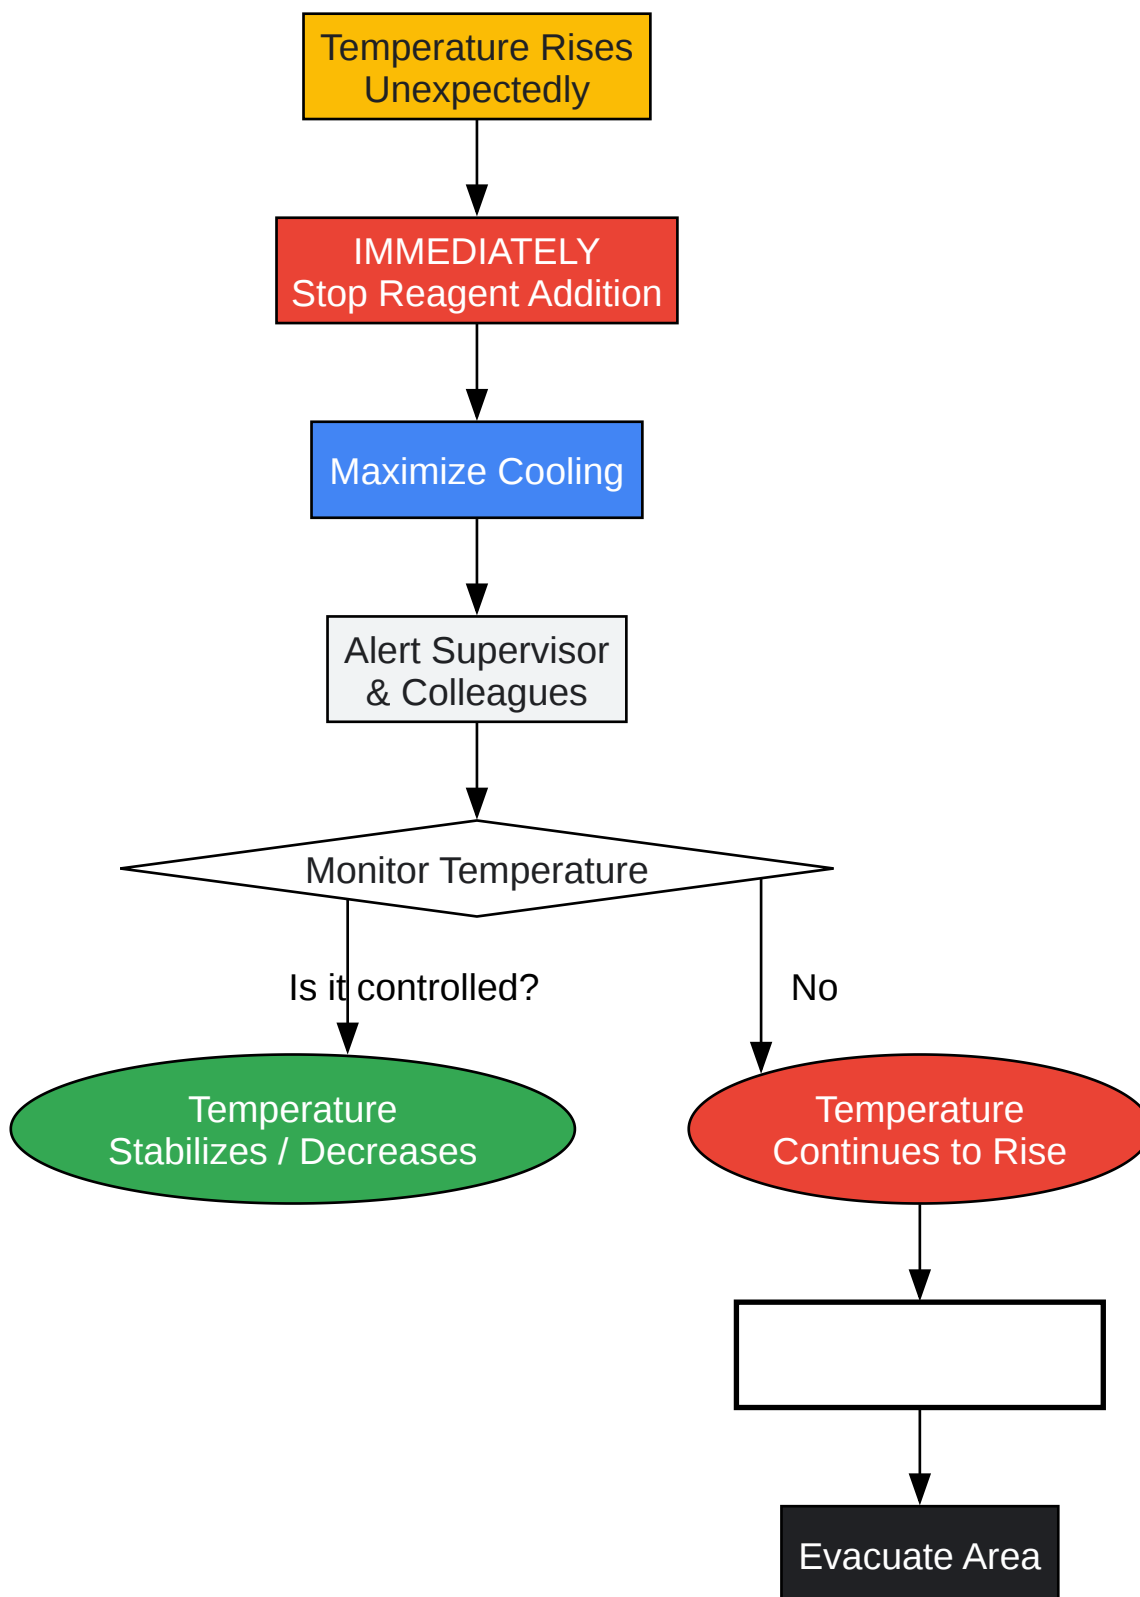 Temperature Rises
Unexpectedly
IMMEDIATELY
Stop Reagent Addition
Maximize Cooling
Alert Supervisor
& Colleagues
Monitor Temperature
Is it controlled?
No
Temperature
Stabilizes / Decreases
Temperature
Continues to Rise
Evacuate Area